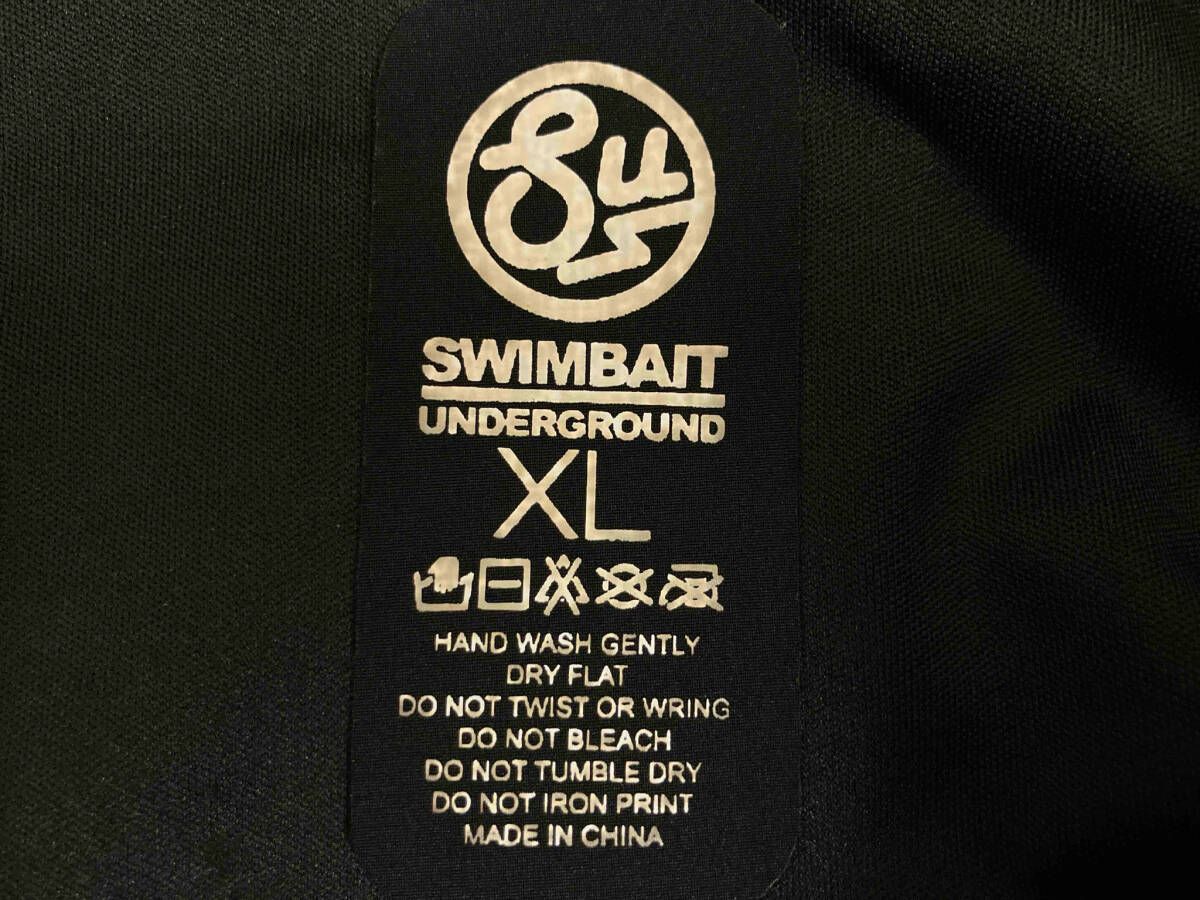 SU
SWIMBAIT
UNDERGROUND
XL
HAND WASH GENTLY
DRY FLAT
DO NOT TWIST OR WRING
DO NOT BLEACH
DO NOT TUMBLE DRY
DO NOT IRON PRINT
MADE IN CHINA